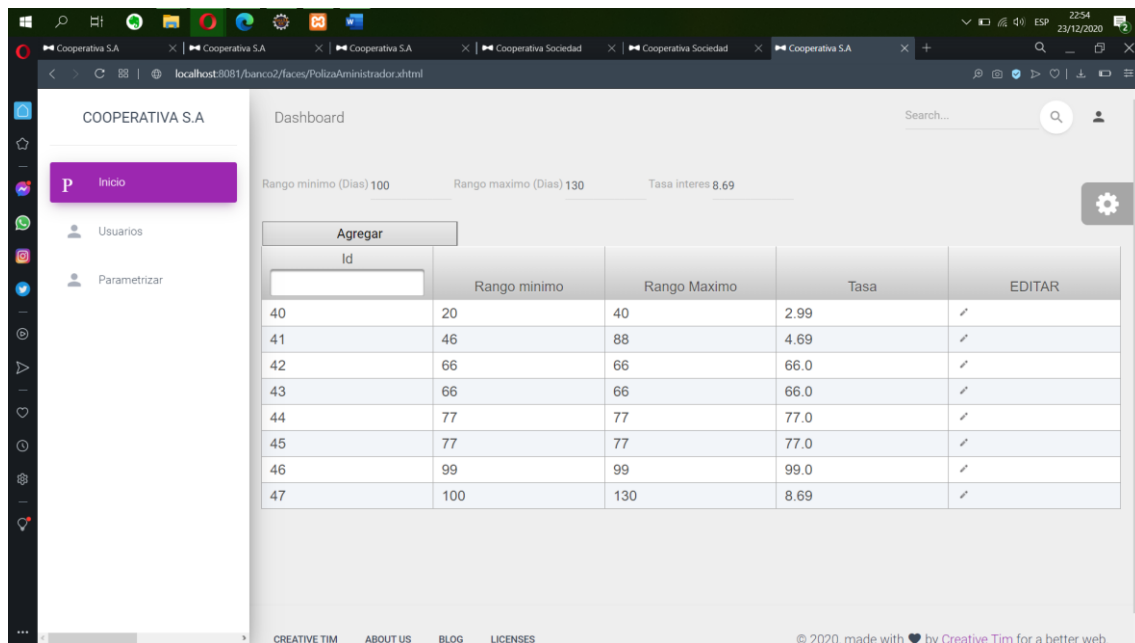 22:54
ESP
23/12/2020
Cooperativa S.A
Cooperativa S.A
Cooperativa S.A
Cooperativa Sociedad
Cooperativa Sociedad
Cooperativa S.A
localhost:8081/banco2/faces/PolizaAministrador.xhtml
COOPERATIVA S.A
Dashboard
Search...
P Inicio
Usuarios
Parametrizar
Rango minimo (Dias) 100 Rango maximo (Dias) 130 Tasa interes 8.69
Agregar
Id Rango minimo Rango Maximo Tasa EDITAR
40 20 40 2.99
41 46 88 4.69
42 66 66 66.0
43 66 66 66.0
44 77 77 77.0
45 77 77 77.0
46 99 99 99.0
47 100 130 8.69
CREATIVE TIM ABOUT US BLOG LICENSES
© 2020, made with by Creative Tim for a better web.